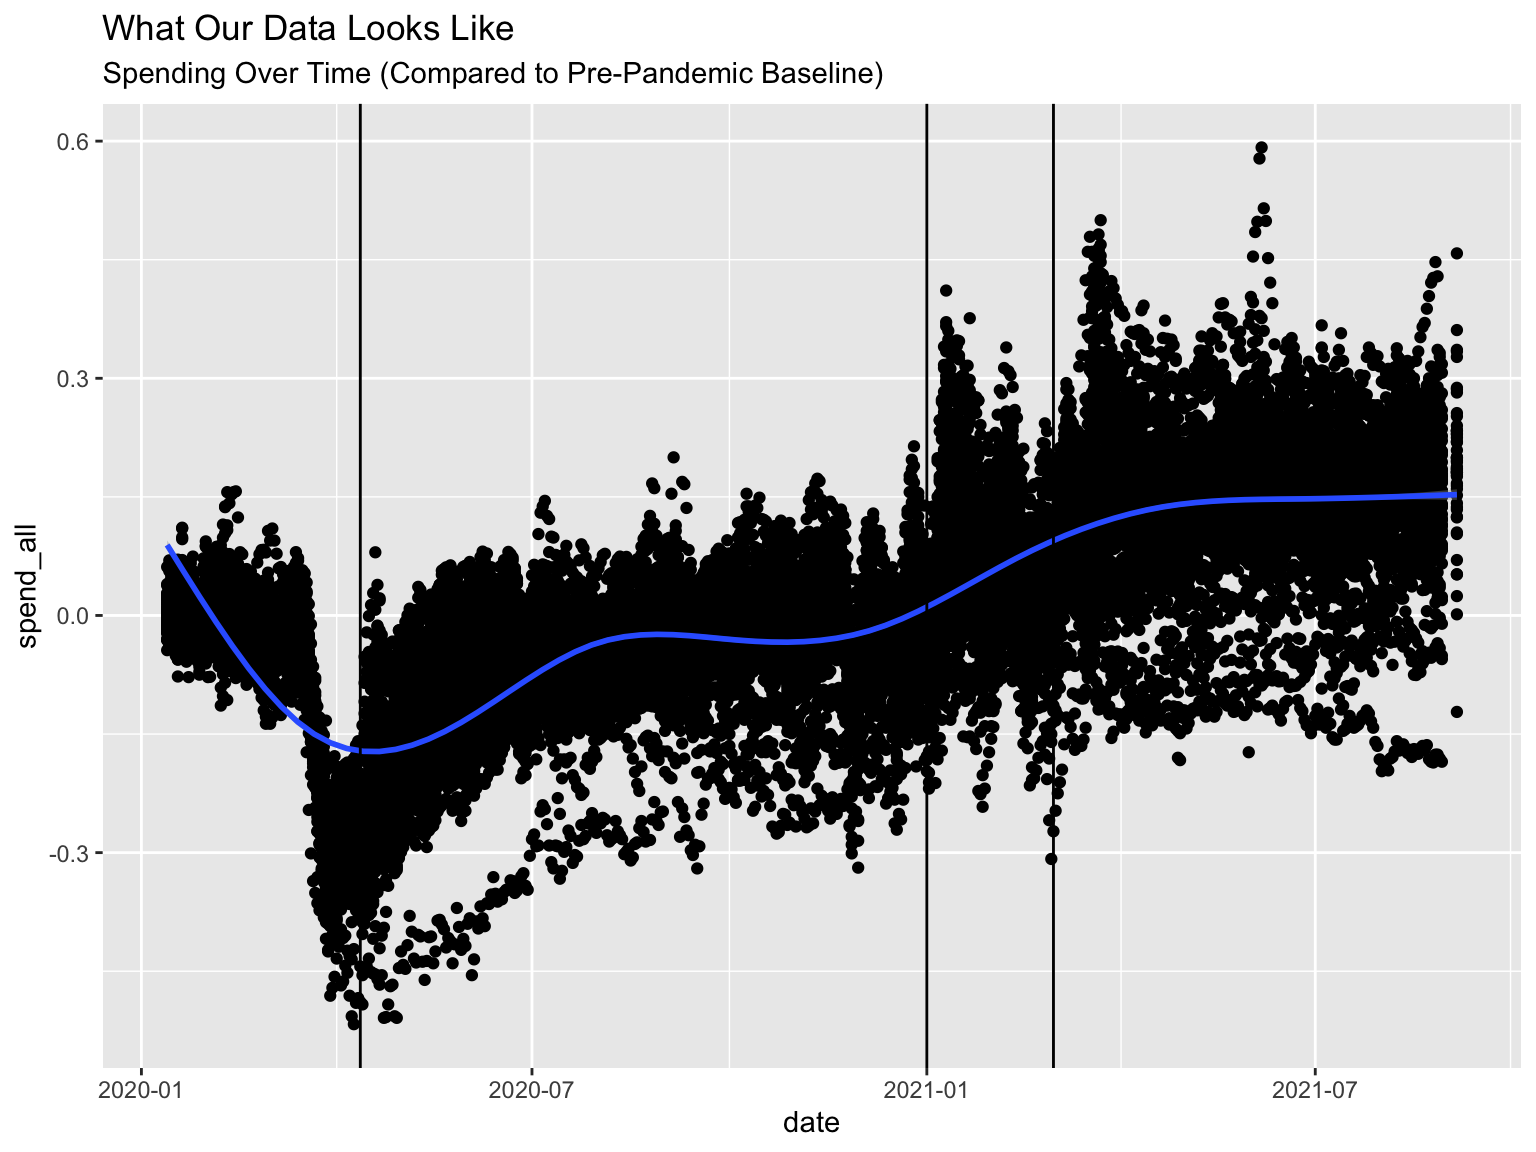 What Our Data Looks Like
Spending Over Time (Compared to Pre-Pandemic Baseline)
0.6
0.3
0.0
-0.3
spend_all
2020-01
2020-07
2021-01
2021-07
date